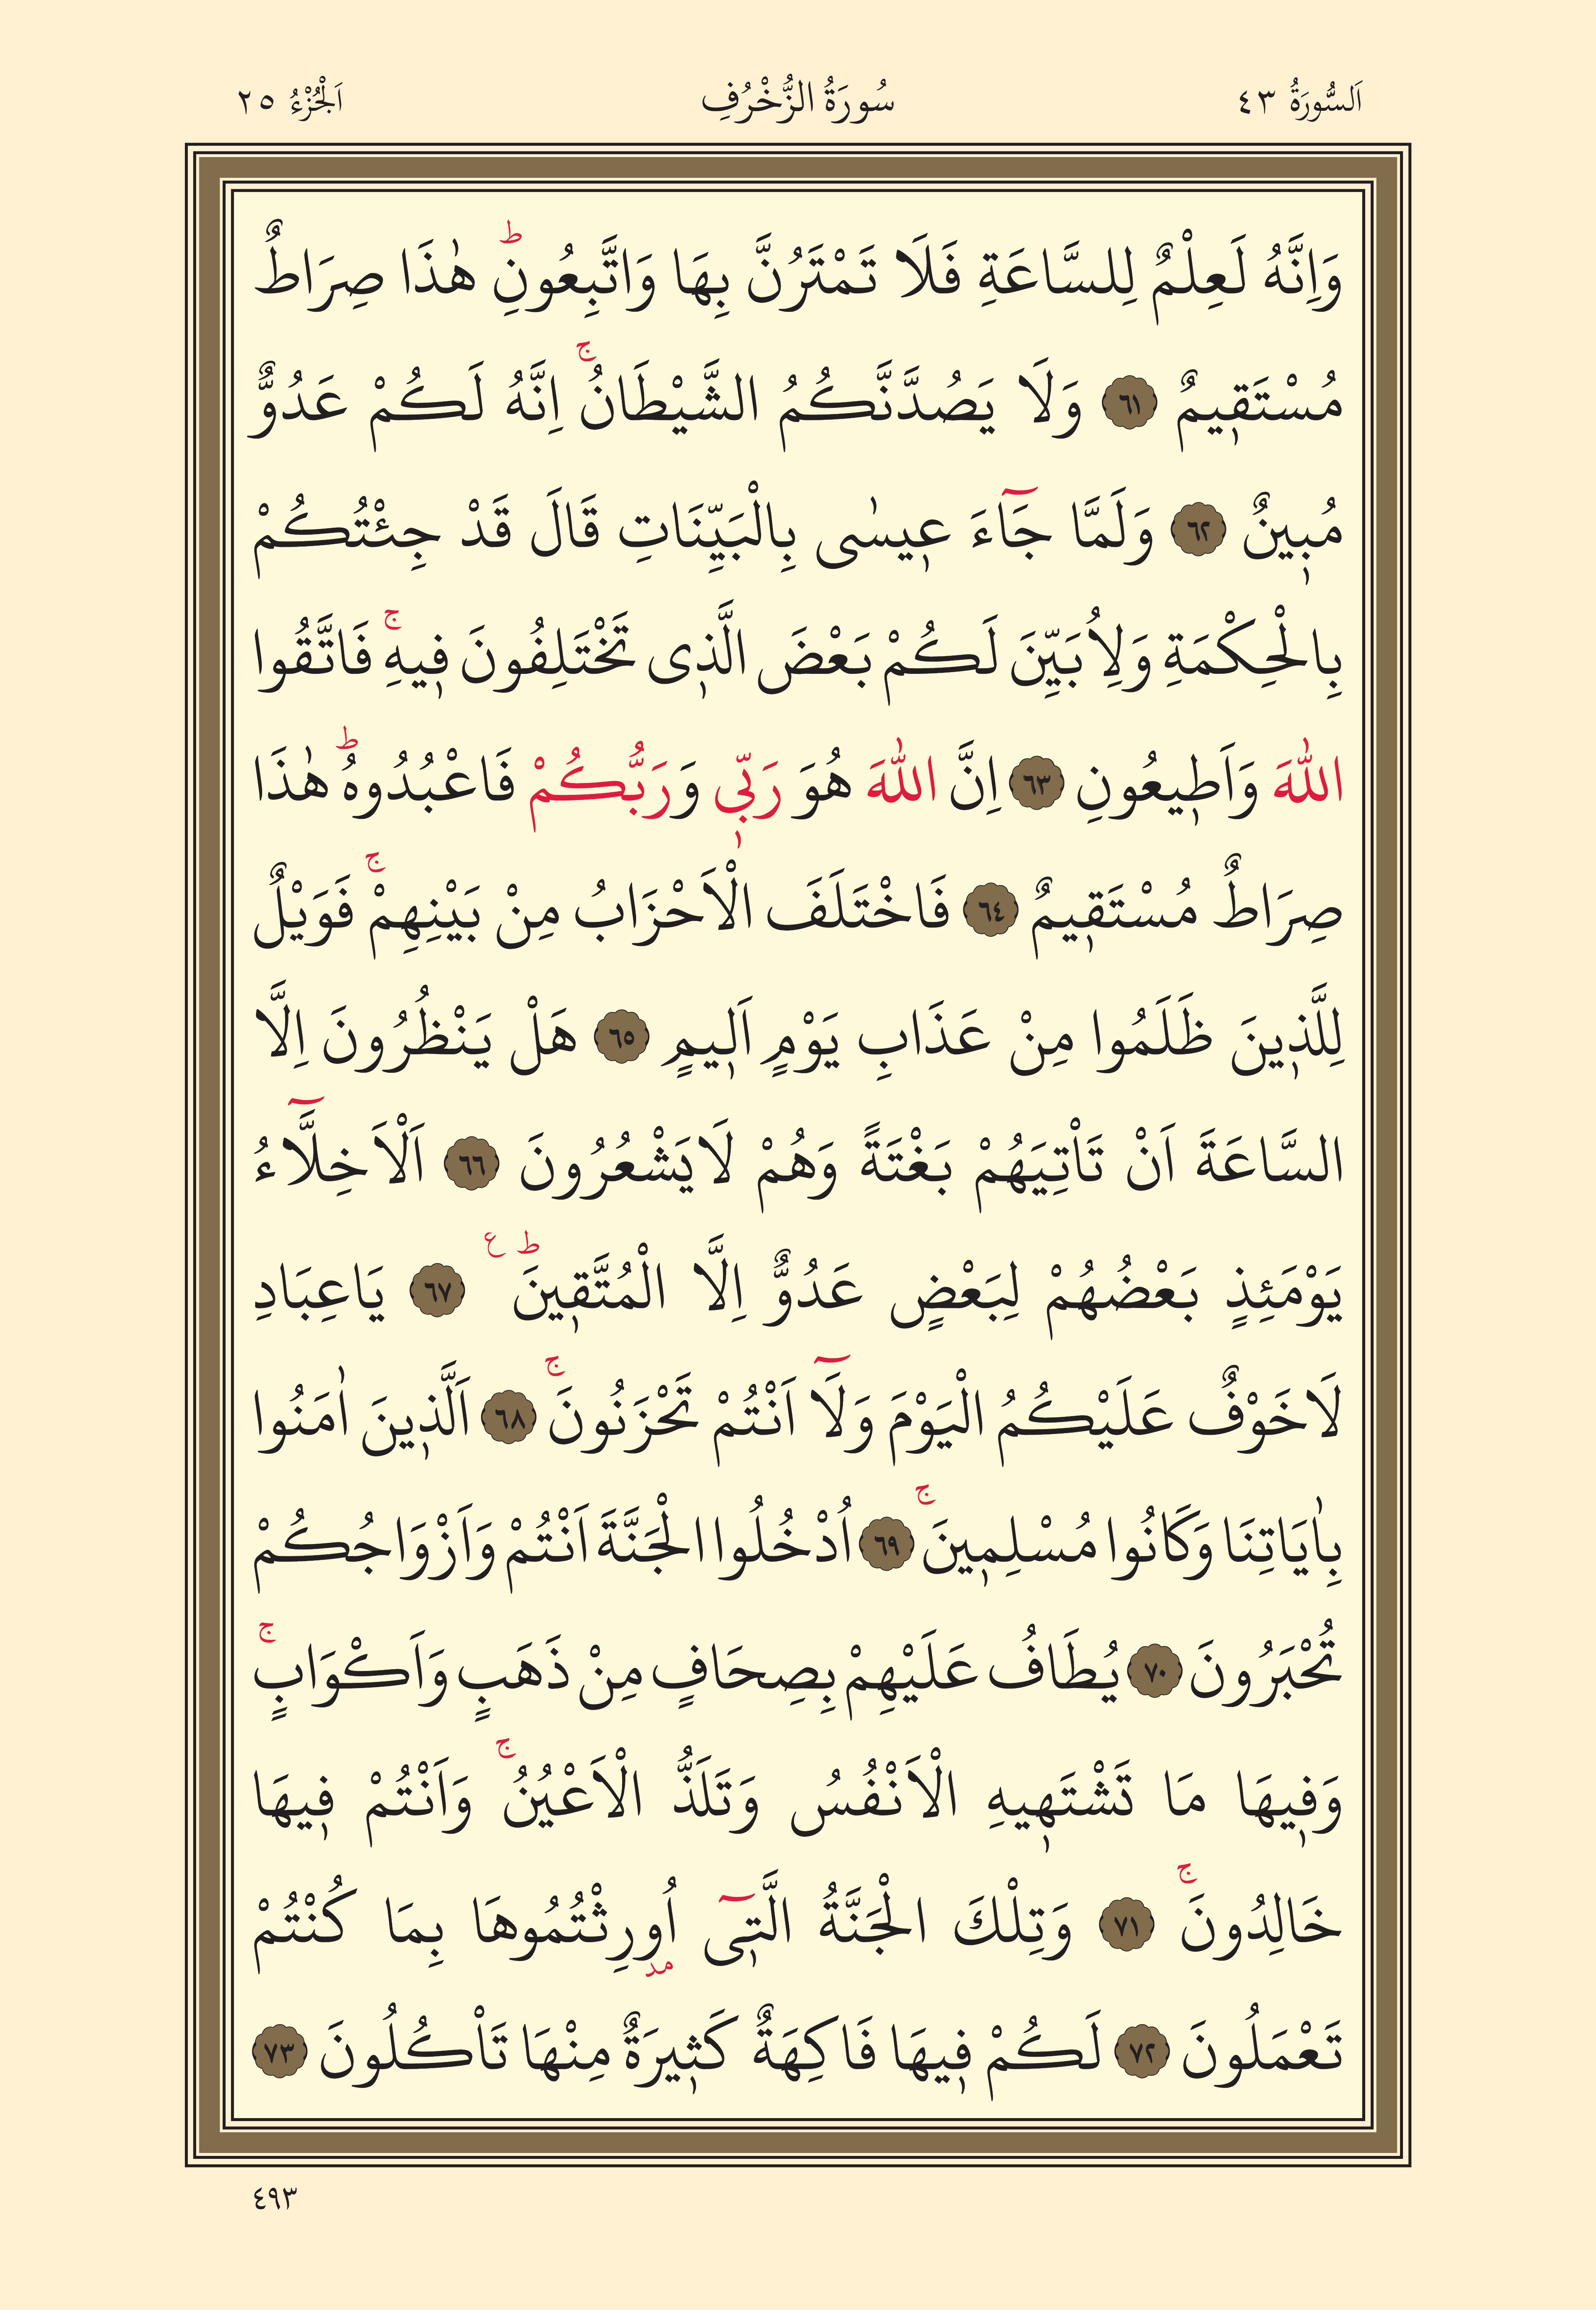 اَلسُّورَةُ ٤٣ سُورَةُ الزُّخْرُفِ اَلْجُزْءُ ٢٥
وَاِنَّهُ لَعِلْمٌ لِلسَّاعَةِ فَلَا تَمْتَرُنَّ بِهَا وَاتَّبِعُونِۜ هٰذَا صِرَاطٌ
مُسْتَقٖيمٌ ٦١ وَلَا يَصُدَّنَّكُمُ الشَّيْطَانُۚ اِنَّهُ لَكُمْ عَدُوٌّ
مُبٖينٌ ٦٢ وَلَمَّا جَٓاءَ عٖيسٰى بِالْبَيِّنَاتِ قَالَ قَدْ جِئْتُكُمْ
بِالْحِكْمَةِ وَلِاُبَيِّنَ لَكُمْ بَعْضَ الَّذٖى تَخْتَلِفُونَ فٖيهِۚ فَاتَّقُوا
اللّٰهَ وَاَطٖيعُونِ ٦٣ اِنَّ اللّٰهَ هُوَ رَبّٖى وَرَبُّكُمْ فَاعْبُدُوهُۜ هٰذَا
صِرَاطٌ مُسْتَقٖيمٌ ٦٤ فَاخْتَلَفَ الْاَحْزَابُ مِنْ بَيْنِهِمْۚ فَوَيْلٌ
لِلَّذٖينَ ظَلَمُوا مِنْ عَذَابِ يَوْمٍ اَلٖيمٍ ٦٥ هَلْ يَنْظُرُونَ اِلَّا
السَّاعَةَ اَنْ تَاْتِيَهُمْ بَغْتَةً وَهُمْ لَا يَشْعُرُونَ ٦٦ اَلْاَخِلَّٓاءُ
يَوْمَئِذٍ بَعْضُهُمْ لِبَعْضٍ عَدُوٌّ اِلَّا الْمُتَّقٖينَۜ ع ٦٧ يَاعِبَادِ
لَا خَوْفٌ عَلَيْكُمُ الْيَوْمَ وَلَٓا اَنْتُمْ تَحْزَنُونَۚ ٦٨ اَلَّذٖينَ اٰمَنُوا
بِاٰيَاتِنَا وَكَانُوا مُسْلِمٖينَۚ ٦٩ اُدْخُلُوا الْجَنَّةَ اَنْتُمْ وَاَزْوَاجُكُمْ
تُحْبَرُونَ ٧٠ يُطَافُ عَلَيْهِمْ بِصِحَافٍ مِنْ ذَهَبٍ وَاَكْوَابٍۚ
وَفٖيهَا مَا تَشْتَهٖيهِ الْاَنْفُسُ وَتَلَذُّ الْاَعْيُنُۚ وَاَنْتُمْ فٖيهَا
خَالِدُونَۚ ٧١ وَتِلْكَ الْجَنَّةُ الَّتٖٓى اُورِثْتُمُوهَا بِمَا كُنْتُمْ
مد
تَعْمَلُونَ ٧٢ لَكُمْ فٖيهَا فَاكِهَةٌ كَثٖيرَةٌ مِنْهَا تَاْكُلُونَ ٧٣
٤٩٣